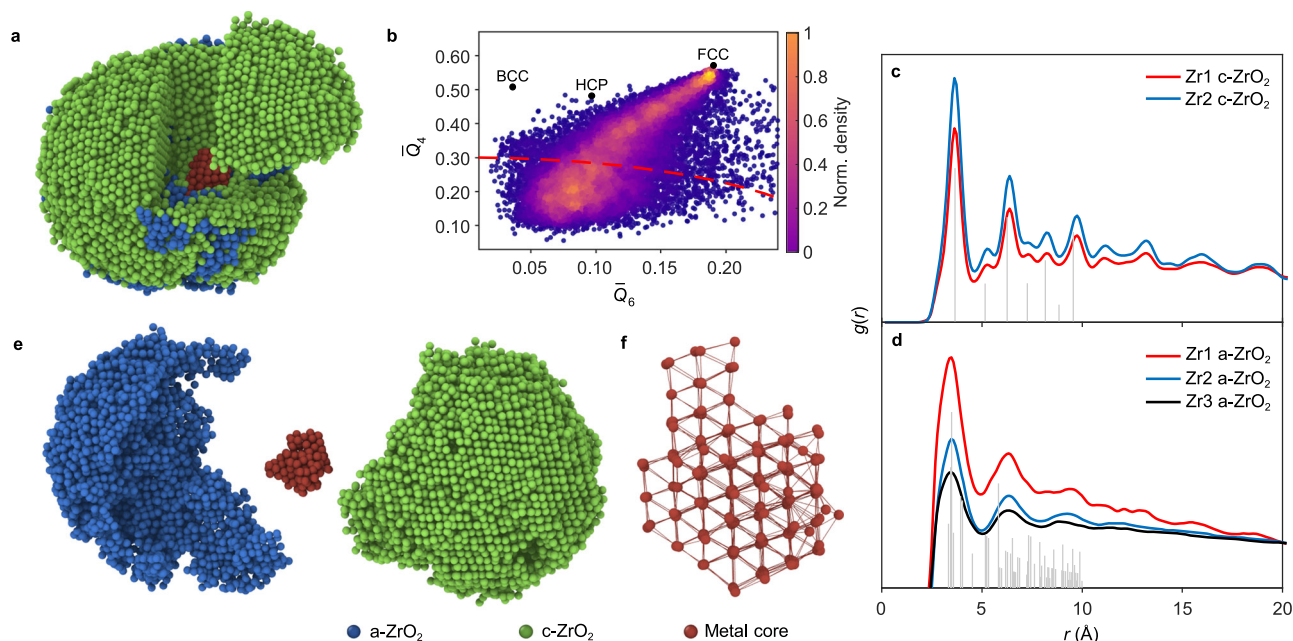 a
b
BCC
HCP
FCC
0.60
0.50
0.40
0.30
0.20
0.10
Q̅₄
0.05
0.10
0.15
0.20
Q̅₆
1
0.8
0.6
0.4
0.2
0
Norm. density
c
Zr1 c-ZrO₂
Zr2 c-ZrO₂
g(r)
d
Zr1 a-ZrO₂
Zr2 a-ZrO₂
Zr3 a-ZrO₂
0
5
10
15
20
r (Å)
e
f
a-ZrO₂
c-ZrO₂
Metal core